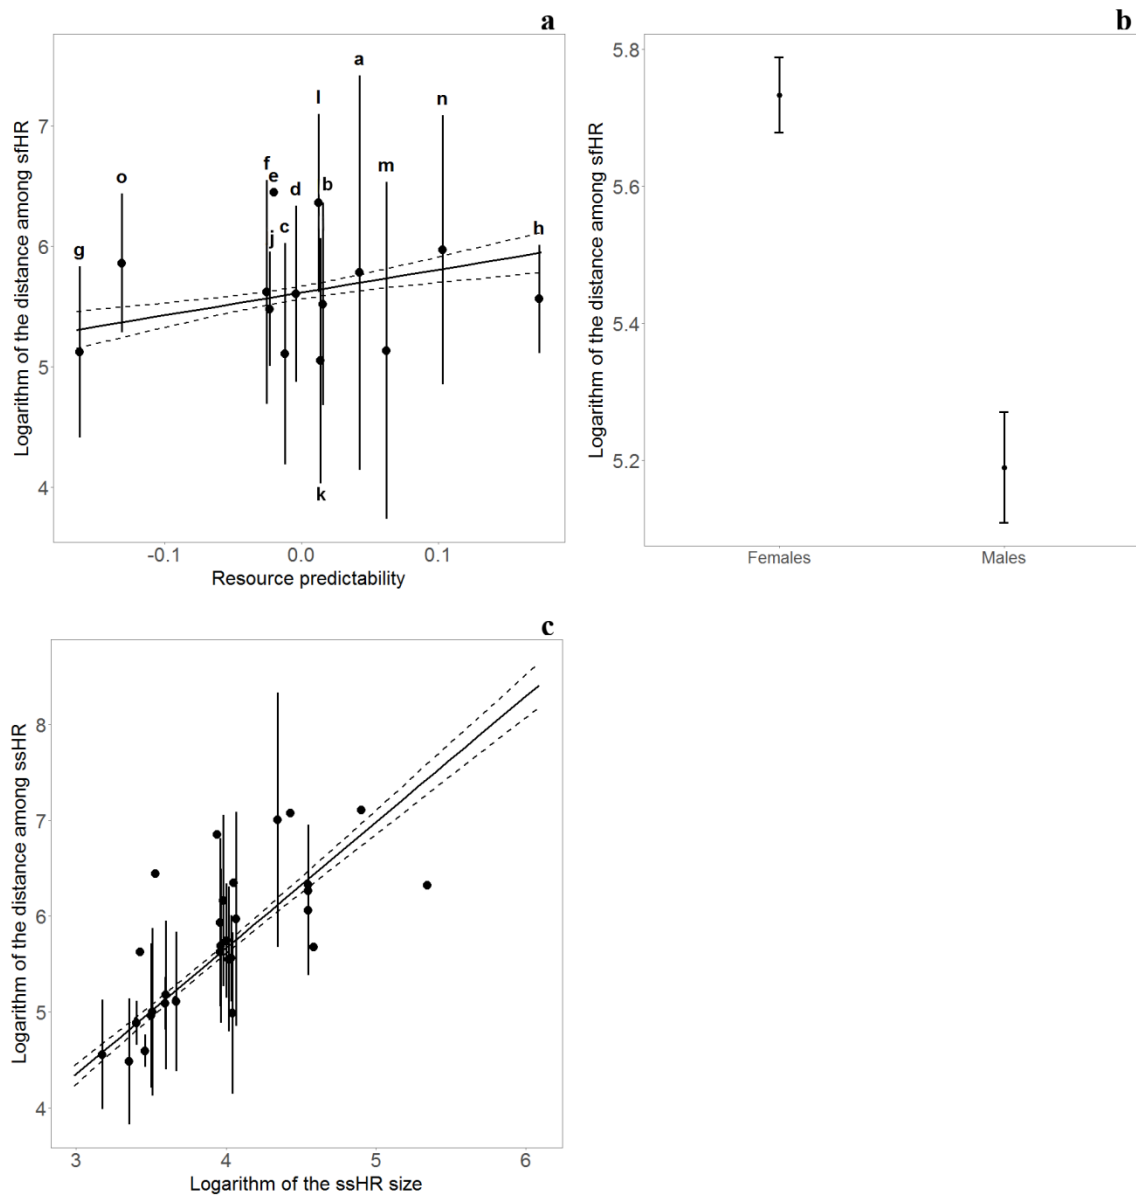 a
Logarithm of the distance among sfHR
7
6
5
4
g
o
f
e
j
c
d
l
k
b
a
m
n
h
-0.1 0.0 0.1
Resource predictability
b
Logarithm of the distance among sfHR
5.8
5.6
5.4
5.2
Females Males
c
Logarithm of the distance among ssHR
8
7
6
5
4
3 4 5 6
Logarithm of the ssHR size